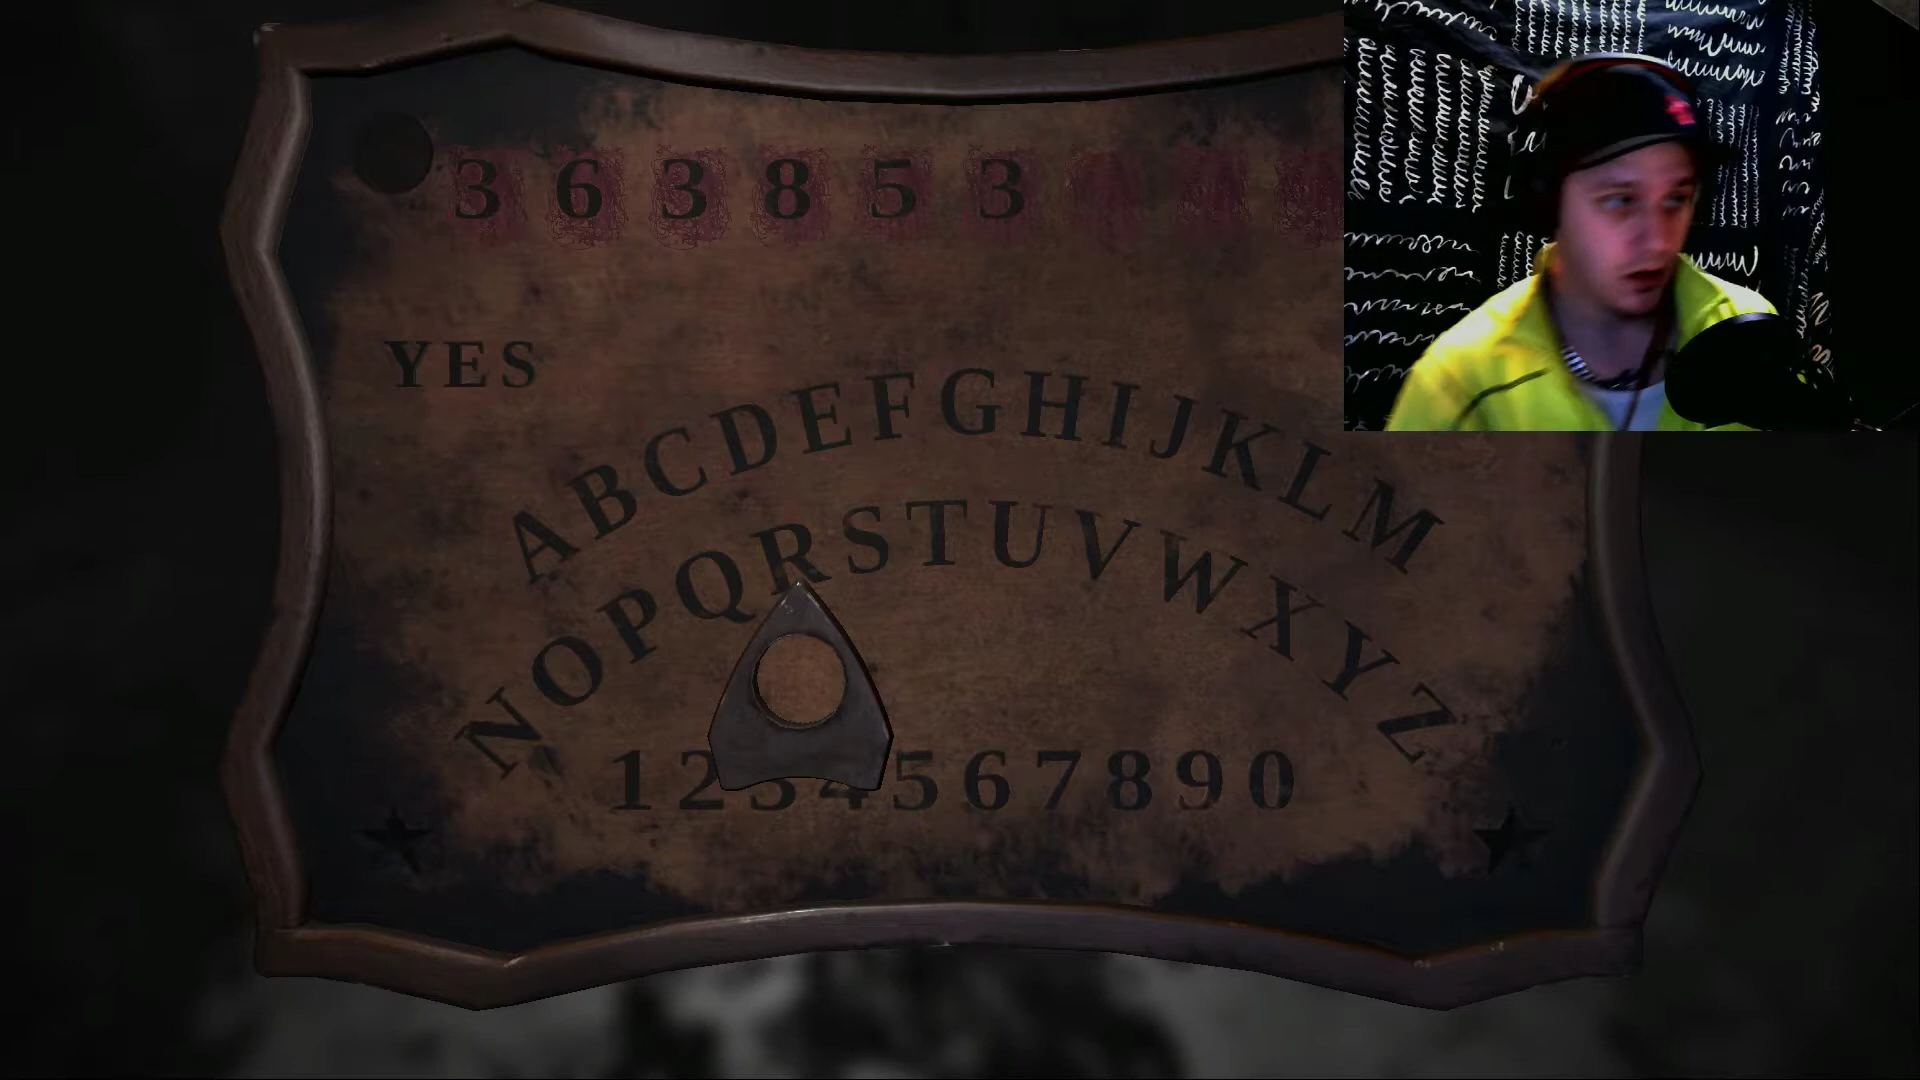 363853
YES
ABCDEFGHIJKLM
NOPQRSTUVWXYZ
1234567890